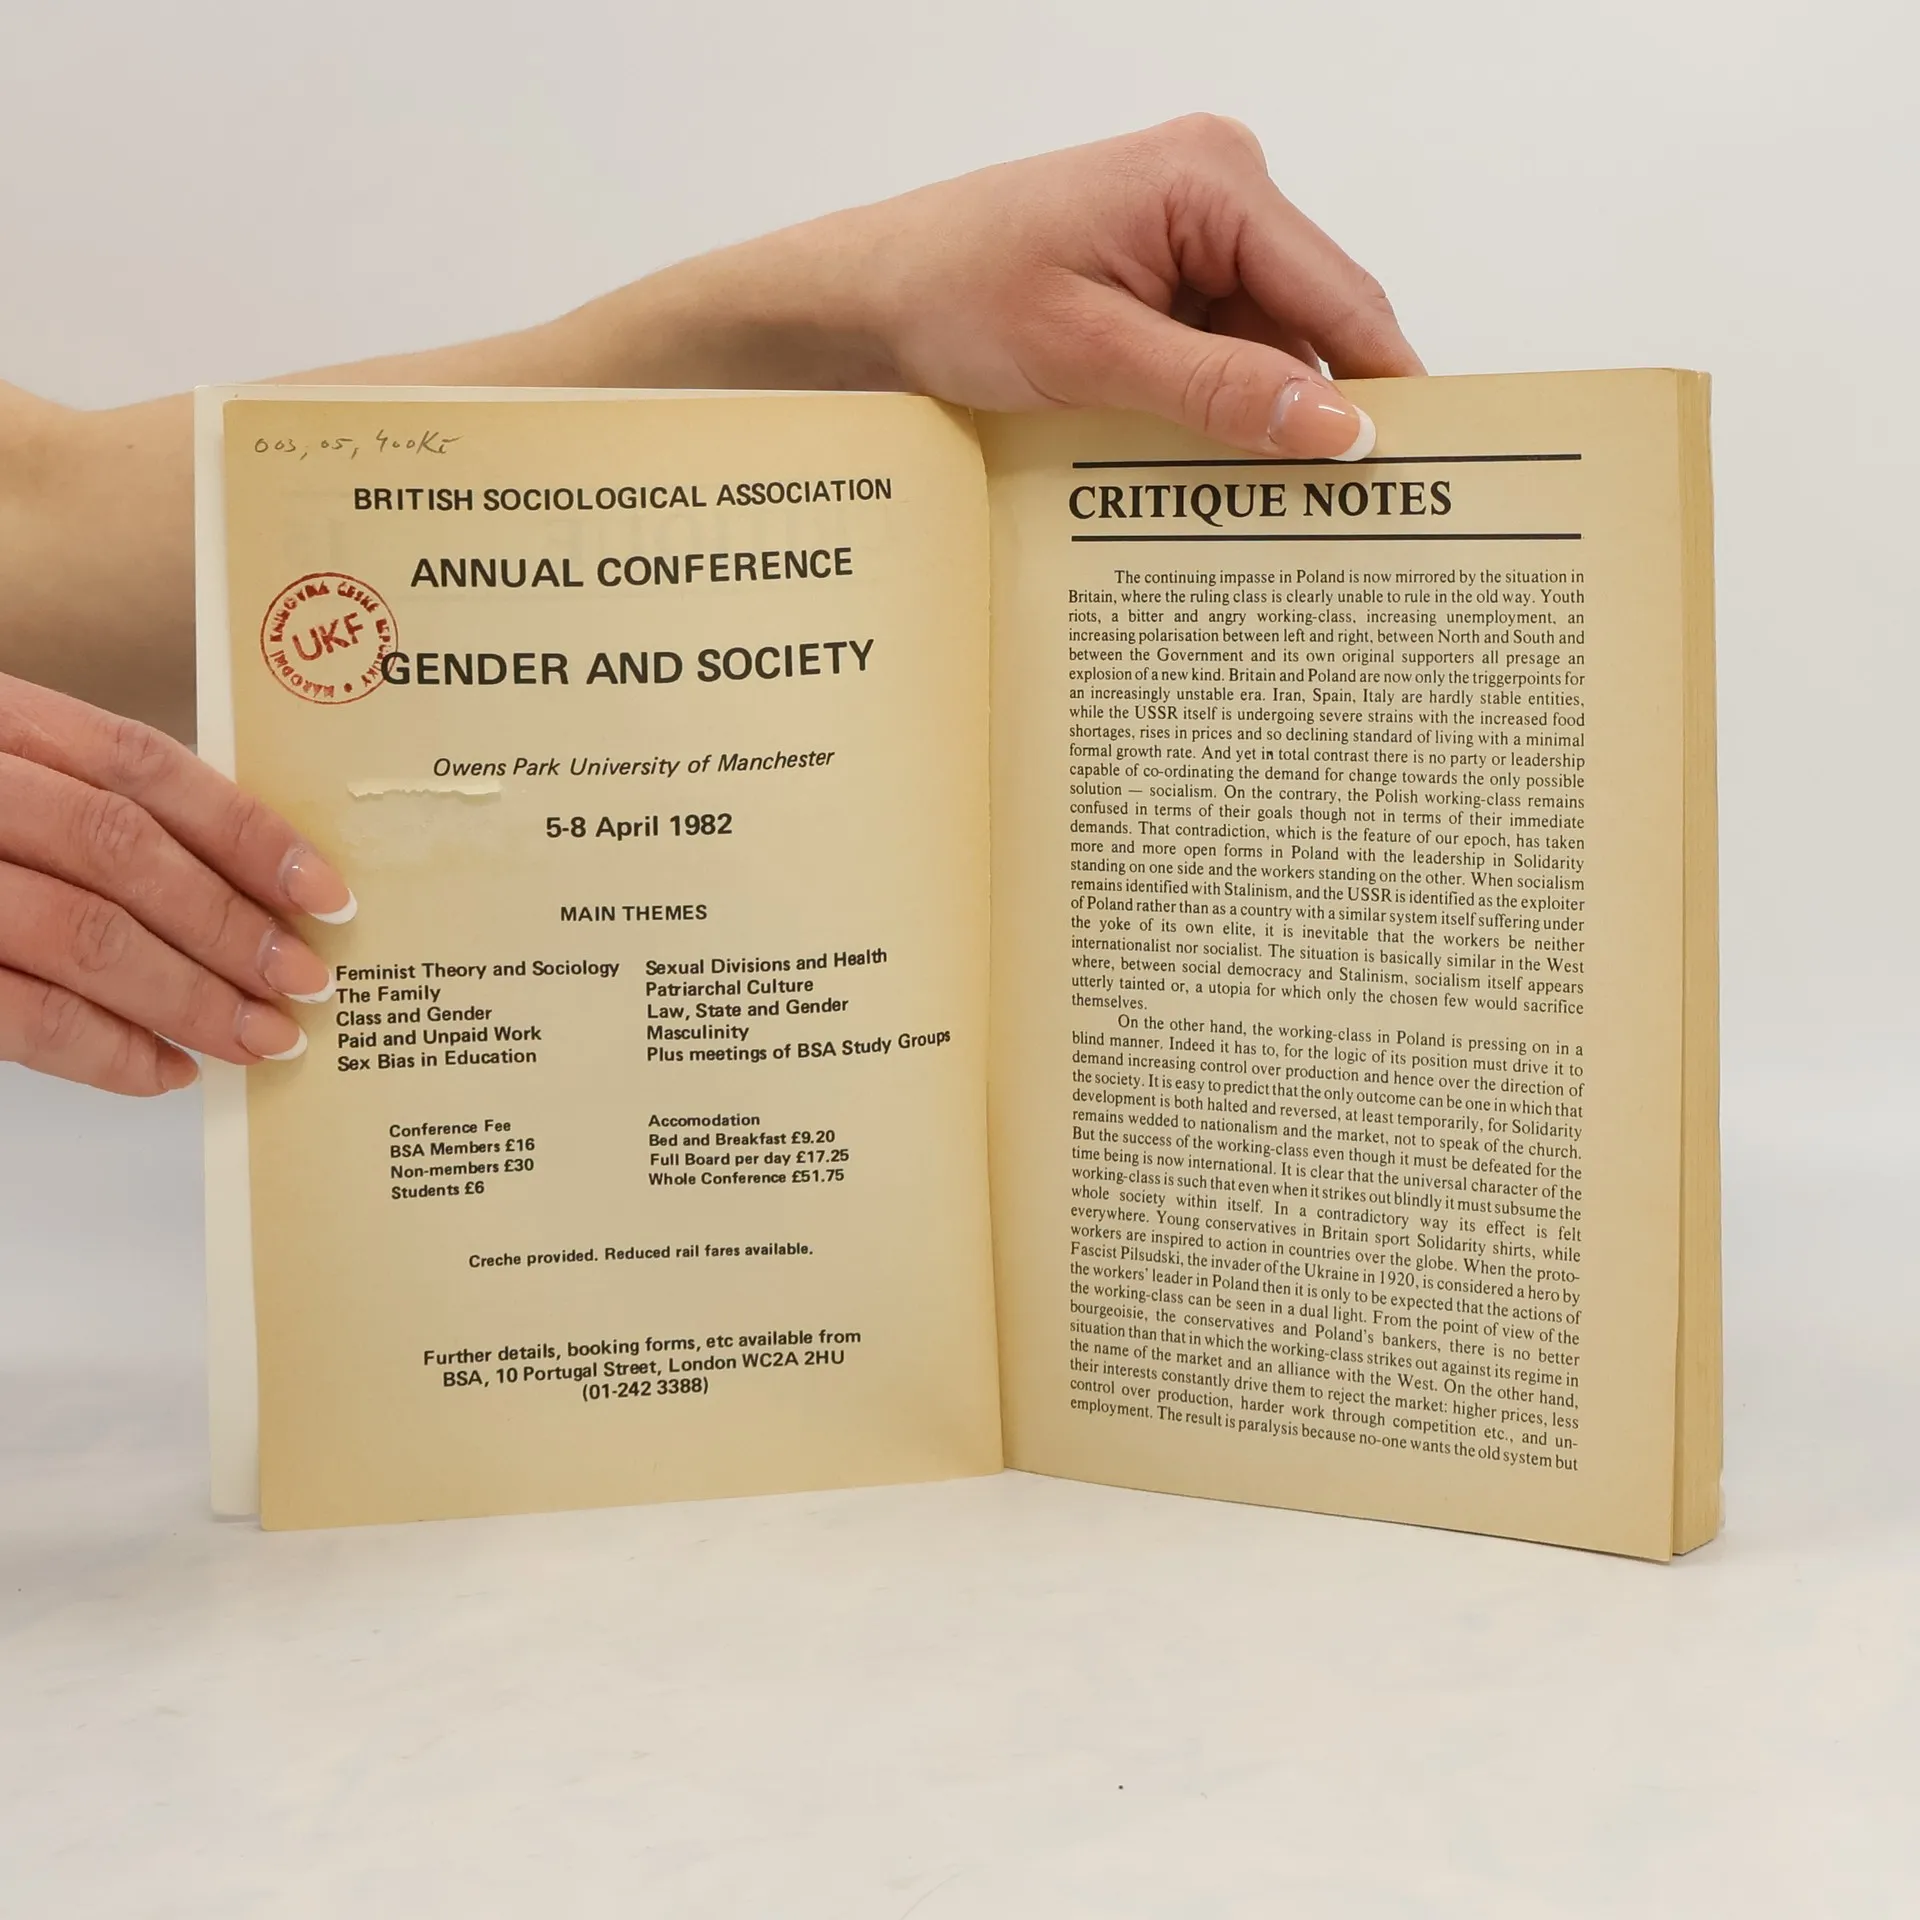 003, 05, 400Kč
BRITISH SOCIOLOGICAL ASSOCIATION
ANNUAL CONFERENCE
NÁRODNÍ KNIHOVNA ČESKÉ REPUBLIKY
UKF
GENDER AND SOCIETY
Owens Park University of Manchester
5-8 April 1982
MAIN THEMES
Feminist Theory and Sociology
The Family
Class and Gender
Paid and Unpaid Work
Sex Bias in Education
Sexual Divisions and Health
Patriarchal Culture
Law, State and Gender
Masculinity
Plus meetings of BSA Study Groups
Conference Fee
BSA Members £16
Non-members £30
Students £6
Accomodation
Bed and Breakfast £9.20
Full Board per day £17.25
Whole Conference £51.75
Creche provided. Reduced rail fares available.
Further details, booking forms, etc available from
BSA, 10 Portugal Street, London WC2A 2HU
(01-242 3388)
CRITIQUE NOTES
The continuing impasse in Poland is now mirrored by the situation in
Britain, where the ruling class is clearly unable to rule in the old way. Youth
riots, a bitter and angry working-class, increasing unemployment, an
increasing polarisation between left and right, between North and South and
between the Government and its own original supporters all presage an
explosion of a new kind. Britain and Poland are now only the triggerpoints for
an increasingly unstable era. Iran, Spain, Italy are hardly stable entities,
while the USSR itself is undergoing severe strains with the increased food
shortages, rises in prices and so declining standard of living with a minimal
formal growth rate. And yet in total contrast there is no party or leadership
capable of co-ordinating the demand for change towards the only possible
solution — socialism. On the contrary, the Polish working-class remains
confused in terms of their goals though not in terms of their immediate
demands. That contradiction, which is the feature of our epoch, has taken
more and more open forms in Poland with the leadership in Solidarity
standing on one side and the workers standing on the other. When socialism
remains identified with Stalinism, and the USSR is identified as the exploiter
of Poland rather than as a country with a similar system itself suffering under
the yoke of its own elite, it is inevitable that the workers be neither
internationalist nor socialist. The situation is basically similar in the West
where, between social democracy and Stalinism, socialism itself appears
utterly tainted or, a utopia for which only the chosen few would sacrifice
themselves.
On the other hand, the working-class in Poland is pressing on in a
blind manner. Indeed it has to, for the logic of its position must drive it to
demand increasing control over production and hence over the direction of
the society. It is easy to predict that the only outcome can be one in which that
development is both halted and reversed, at least temporarily, for Solidarity
remains wedded to nationalism and the market, not to speak of the church.
But the success of the working-class even though it must be defeated for the
time being is now international. It is clear that the universal character of the
working-class is such that even when it strikes out blindly it must subsume the
whole society within itself. In a contradictory way its effect is felt
everywhere. Young conservatives in Britain sport Solidarity shirts, while
workers are inspired to action in countries over the globe. When the proto-
Fascist Pilsudski, the invader of the Ukraine in 1920, is considered a hero by
the workers' leader in Poland then it is only to be expected that the actions of
the working-class can be seen in a dual light. From the point of view of the
bourgeoisie, the conservatives and Poland's bankers, there is no better
situation than that in which the working-class strikes out against its regime in
the name of the market and an alliance with the West. On the other hand,
their interests constantly drive them to reject the market: higher prices, less
control over production, harder work through competition etc., and un-
employment. The result is paralysis because no-one wants the old system but